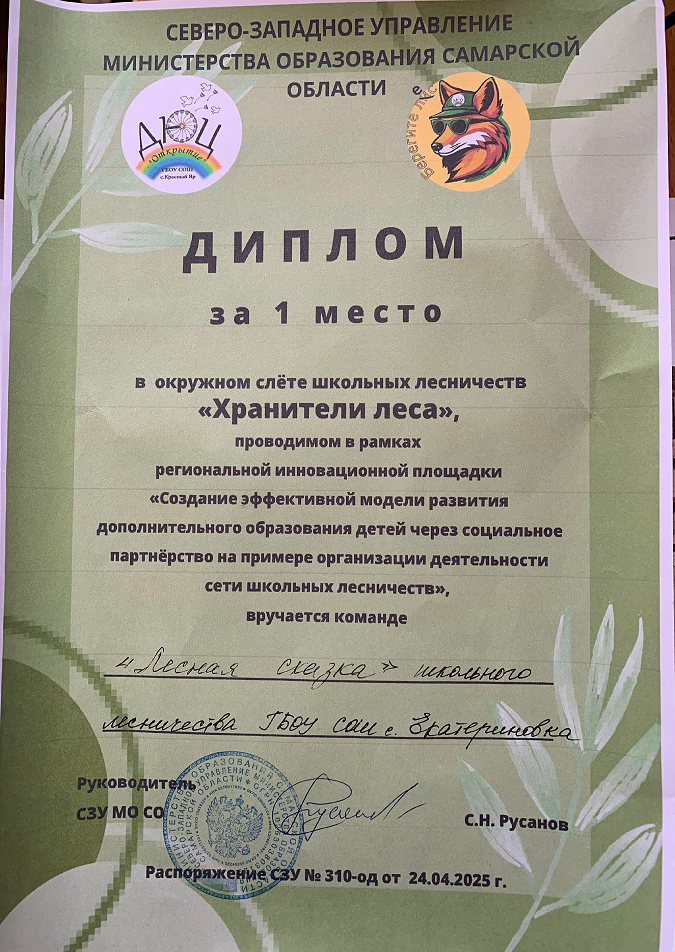 СЕВЕРО-ЗАПАДНОЕ УПРАВЛЕНИЕ
МИНИСТЕРСТВА ОБРАЗОВАНИЯ САМАРСКОЙ
ОБЛАСТИ
ДЮЦ
"Открытие"
ГБОУ СОШ
с.Красный Яр
Берегите лес
ДИПЛОМ
за 1 место
в окружном слёте школьных лесничеств
«Хранители леса»,
проводимом в рамках
региональной инновационной площадки
«Создание эффективной модели развития
дополнительного образования детей через социальное
партнёрство на примере организации деятельности
сети школьных лесничеств»,
вручается команде
«Лесная сказка» школьного
лесничества ГБОУ СОШ с. Екатериновка
Руководитель
СЗУ МО СО
С.Н. Русанов
Распоряжение СЗУ № 310-од от 24.04.2025 г.